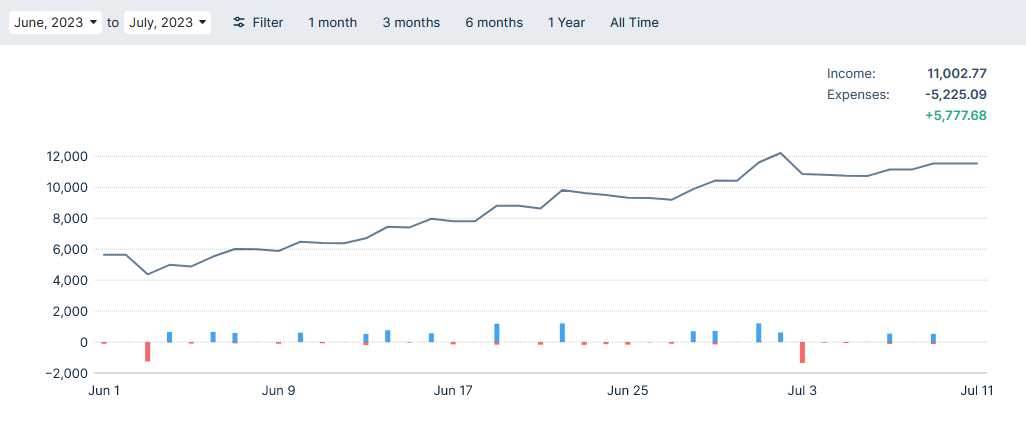 June, 2023 to July, 2023 Filter 1 month 3 months 6 months 1 Year All Time
Income: 11,002.77
Expenses: -5,225.09
+5,777.68
12,000
10,000
8,000
6,000
4,000
2,000
0
−2,000
Jun 1 Jun 9 Jun 17 Jun 25 Jul 3 Jul 11